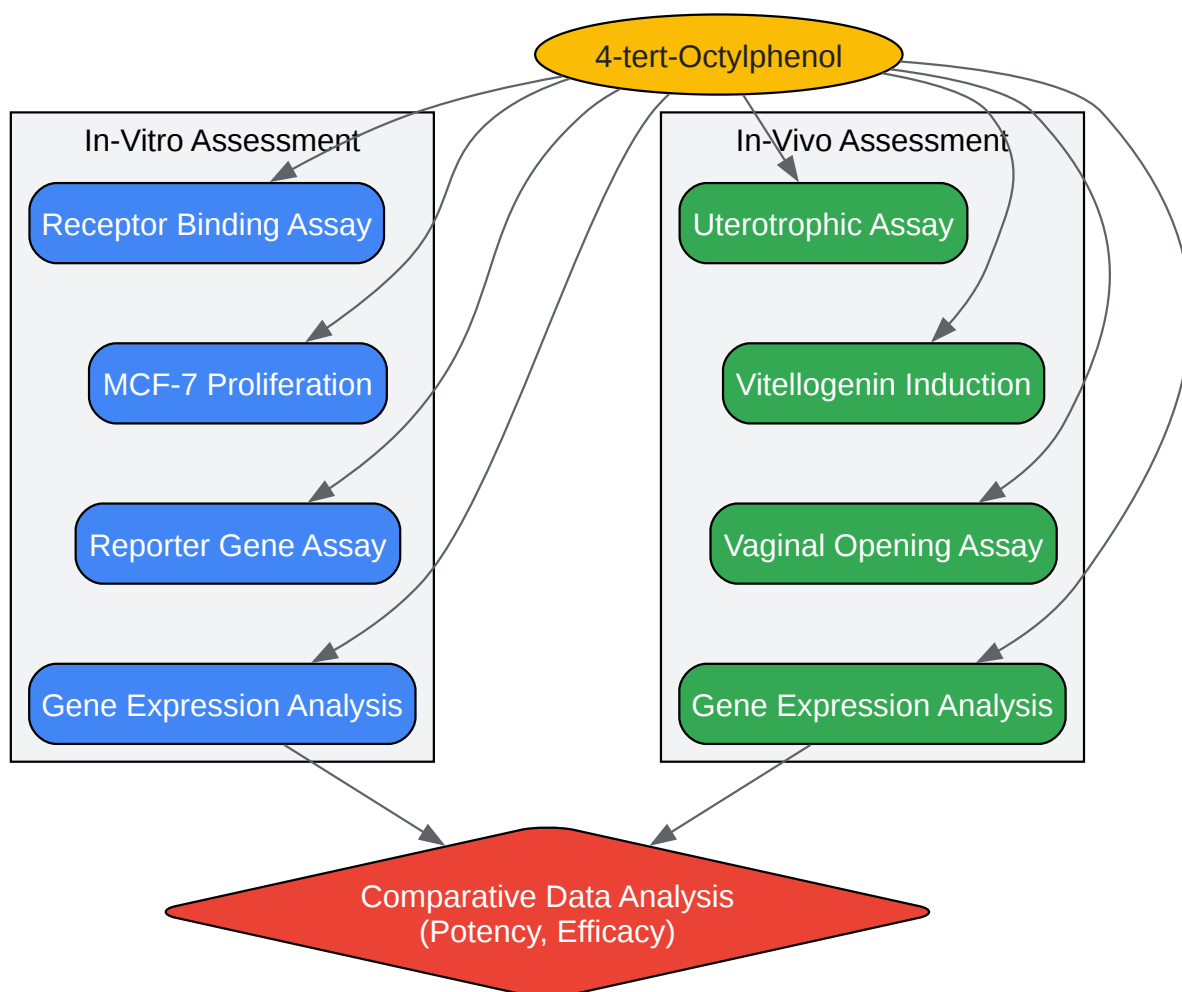 4-tert-Octylphenol
In-Vitro Assessment
Receptor Binding Assay
MCF-7 Proliferation
Reporter Gene Assay
Gene Expression Analysis
In-Vivo Assessment
Uterotrophic Assay
Vitellogenin Induction
Vaginal Opening Assay
Gene Expression Analysis
Comparative Data Analysis
(Potency, Efficacy)